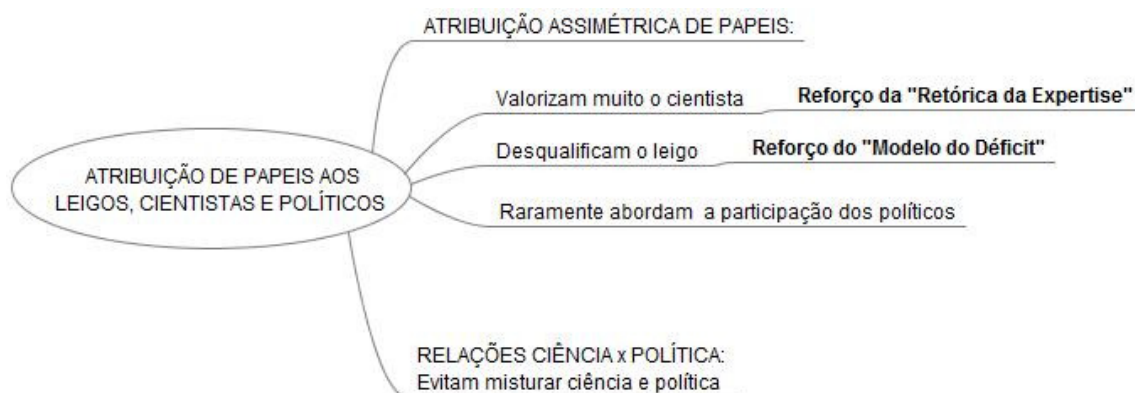 ATRIBUIÇÃO ASSIMÉTRICA DE PAPEIS:
Valorizam muito o cientista Reforço da "Retórica da Expertise"
Desqualificam o leigo Reforço do "Modelo do Déficit"
ATRIBUIÇÃO DE PAPEIS AOS
LEIGOS, CIENTISTAS E POLÍTICOS
Raramente abordam a participação dos políticos
RELAÇÕES CIÊNCIA x POLÍTICA:
Evitam misturar ciência e política